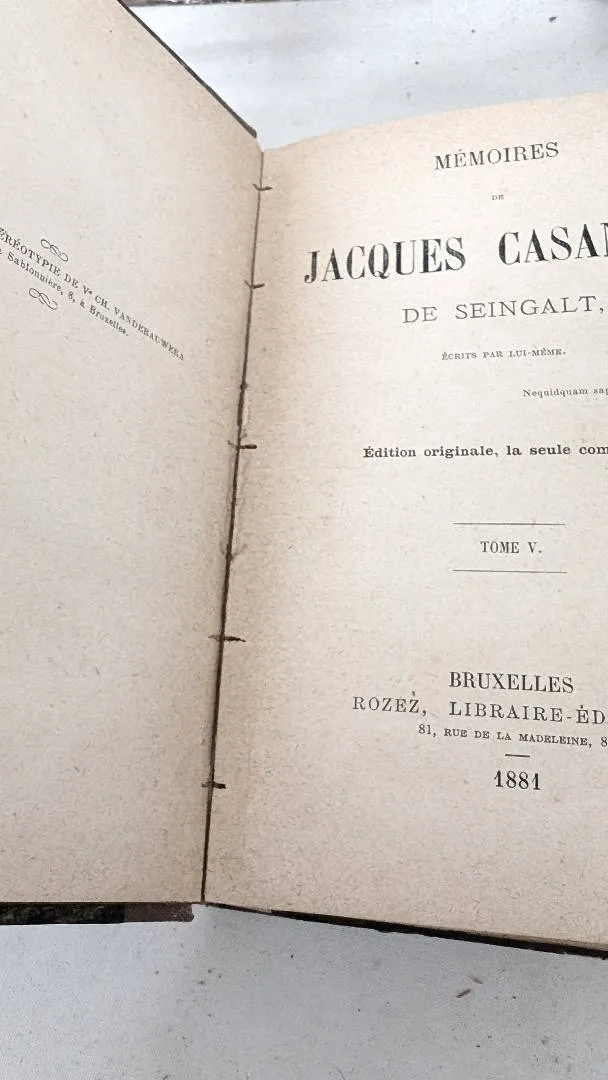 ÉRÉOTYPIE DE Vᵉ CH. VANDERAUWERA
Sablonnière, 8, à Bruxelles.
MÉMOIRES
DE
JACQUES CASAN
DE SEINGALT,
ÉCRITS PAR LUI-MÊME.
Nequidquam sap
Édition originale, la seule com
TOME V.
BRUXELLES
ROZEZ, LIBRAIRE-ÉD
81, RUE DE LA MADELEINE, 8
1881